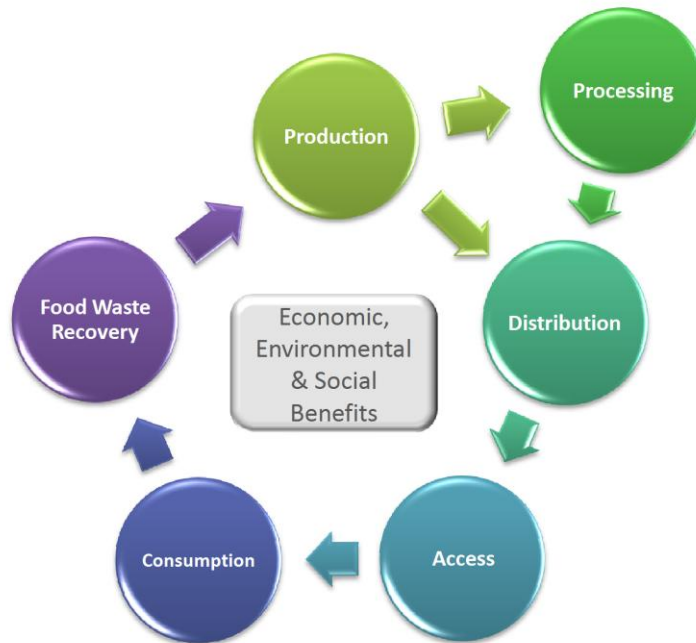 Processing
Production
Distribution
Food Waste
Recovery
Economic,
Environmental
& Social
Benefits
Consumption
Access